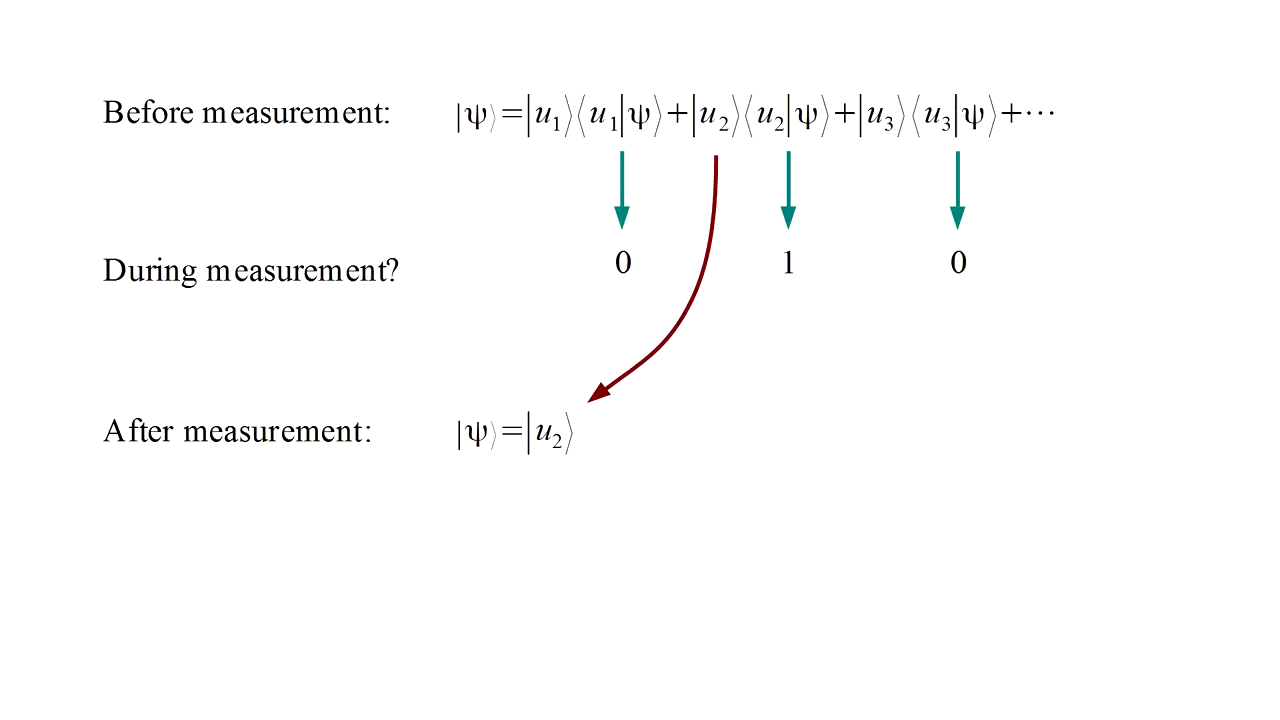 Before measurement: |ψ⟩=|u₁⟩⟨u₁|ψ⟩+|u₂⟩⟨u₂|ψ⟩+|u₃⟩⟨u₃|ψ⟩+⋯
During measurement? 0 1 0
After measurement: |ψ⟩=|u₂⟩